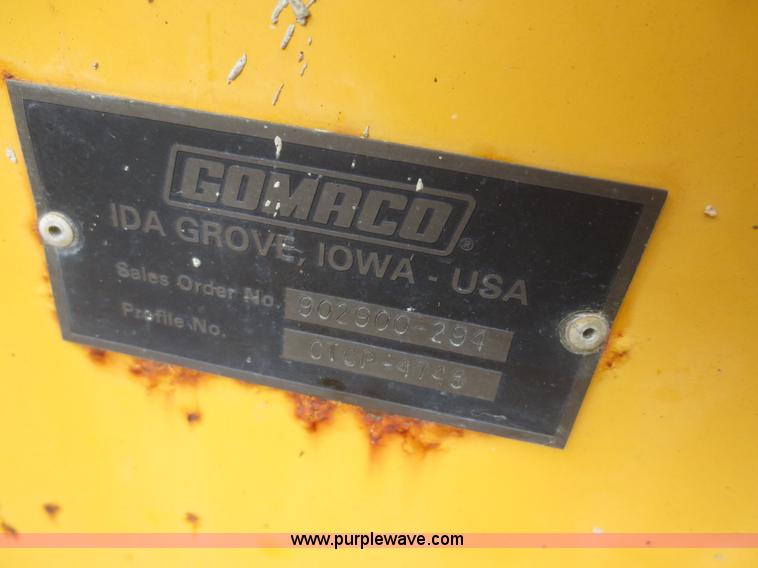 GOMACO®
IDA GROVE, IOWA - USA
Sales Order No. 902900-294
Profile No.
www.purplewave.com